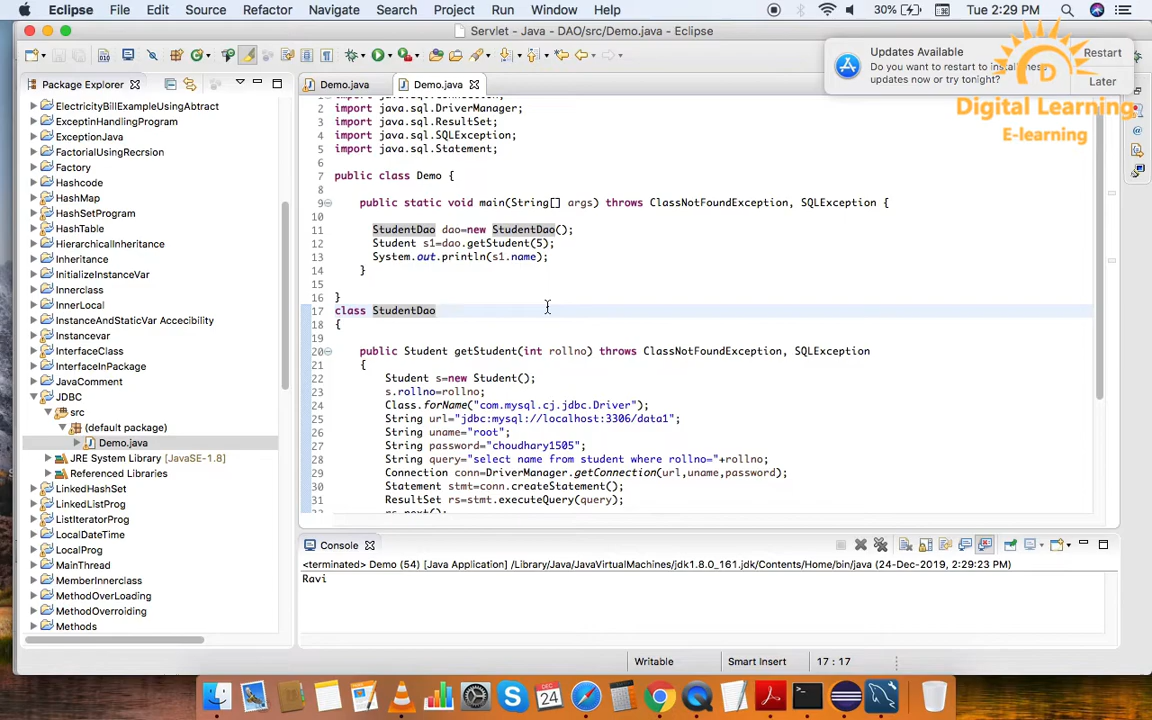 Eclipse File Edit Source Refactor Navigate Search Project Run Window Help
30% Tue 2:29 PM
Servlet - Java - DAO/src/Demo.java - Eclipse
Updates Available
Do you want to restart to install these
updates now or try tonight?
Restart
Later
Digital Learning
E-learning
Package Explorer
ElectricityBillExampleUsingAbstract
ExceptinHandlingProgram
ExceptionJava
FactorialUsingRecrsion
Factory
Hashcode
HashMap
HashSetProgram
HashTable
HierarchicalInheritance
Inheritance
InitializeInstanceVar
Innerclass
InnerLocal
InstanceAndStaticVar Accecibility
Instancevar
InterfaceClass
InterfaceInPackage
JavaComment
JDBC
src
(default package)
Demo.java
JRE System Library [JavaSE-1.8]
Referenced Libraries
LinkedHashSet
LinkedListProg
ListIteratorProg
LocalDateTime
LocalProg
MainThread
MemberInnerclass
MethodOverLoading
MethodOverroiding
Methods
Demo.java Demo.java
2 import java.sql.DriverManager;
3 import java.sql.ResultSet;
4 import java.sql.SQLException;
5 import java.sql.Statement;
6
7 public class Demo {
8
9 public static void main(String[] args) throws ClassNotFoundException, SQLException {
10
11 StudentDao dao=new StudentDao();
12 Student s1=dao.getStudent(5);
13 System.out.println(s1.name);
14 }
15
16 }
17 class StudentDao
18 {
19
20 public Student getStudent(int rollno) throws ClassNotFoundException, SQLException
21 {
22 Student s=new Student();
23 s.rollno=rollno;
24 Class.forName("com.mysql.cj.jdbc.Driver");
25 String url="jdbc:mysql://localhost:3306/data1";
26 String uname="root";
27 String password="choudhary1505";
28 String query="select name from student where rollno="+rollno;
29 Connection conn=DriverManager.getConnection(url,uname,password);
30 Statement stmt=conn.createStatement();
31 ResultSet rs=stmt.executeQuery(query);
Console
<terminated> Demo (54) [Java Application] /Library/Java/JavaVirtualMachines/jdk1.8.0_161.jdk/Contents/Home/bin/java (24-Dec-2019, 2:29:23 PM)
Ravi
Writable Smart Insert 17 : 17
DEC
24